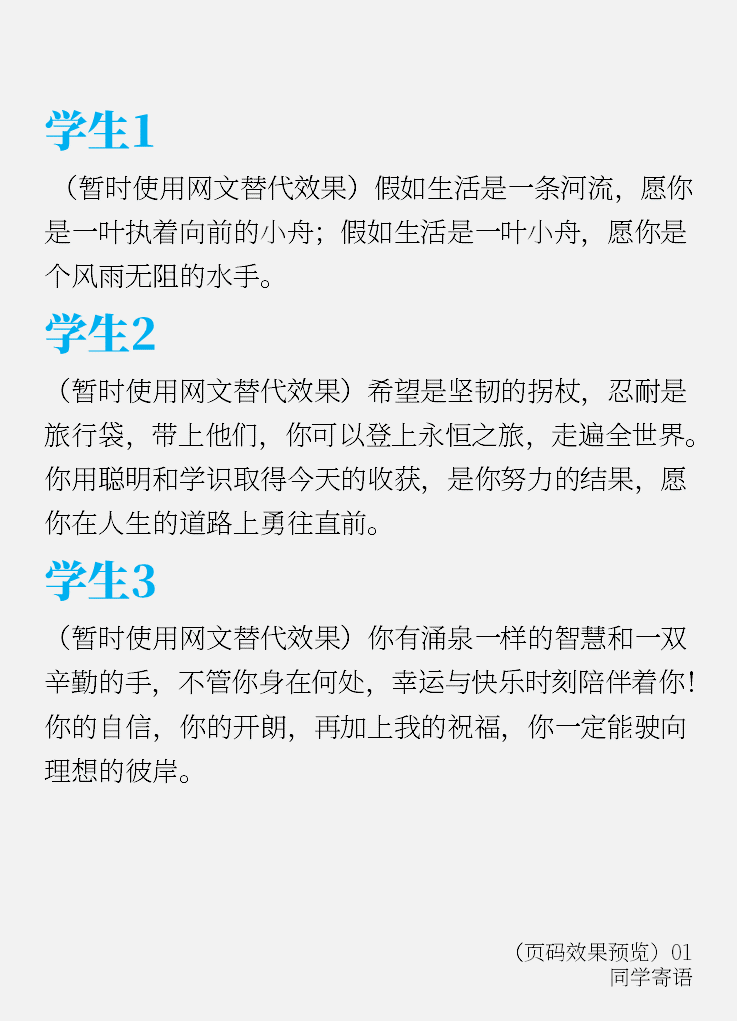 学生1
（暂时使用网文替代效果）假如生活是一条河流，愿你
是一叶执着向前的小舟；假如生活是一叶小舟，愿你是
个风雨无阻的水手。
学生2
（暂时使用网文替代效果）希望是坚韧的拐杖，忍耐是
旅行袋，带上他们，你可以登上永恒之旅，走遍全世界。
你用聪明和学识取得今天的收获，是你努力的结果，愿
你在人生的道路上勇往直前。
学生3
（暂时使用网文替代效果）你有涌泉一样的智慧和一双
辛勤的手，不管你身在何处，幸运与快乐时刻陪伴着你！
你的自信，你的开朗，再加上我的祝福，你一定能驶向
理想的彼岸。
（页码效果预览）01
同学寄语